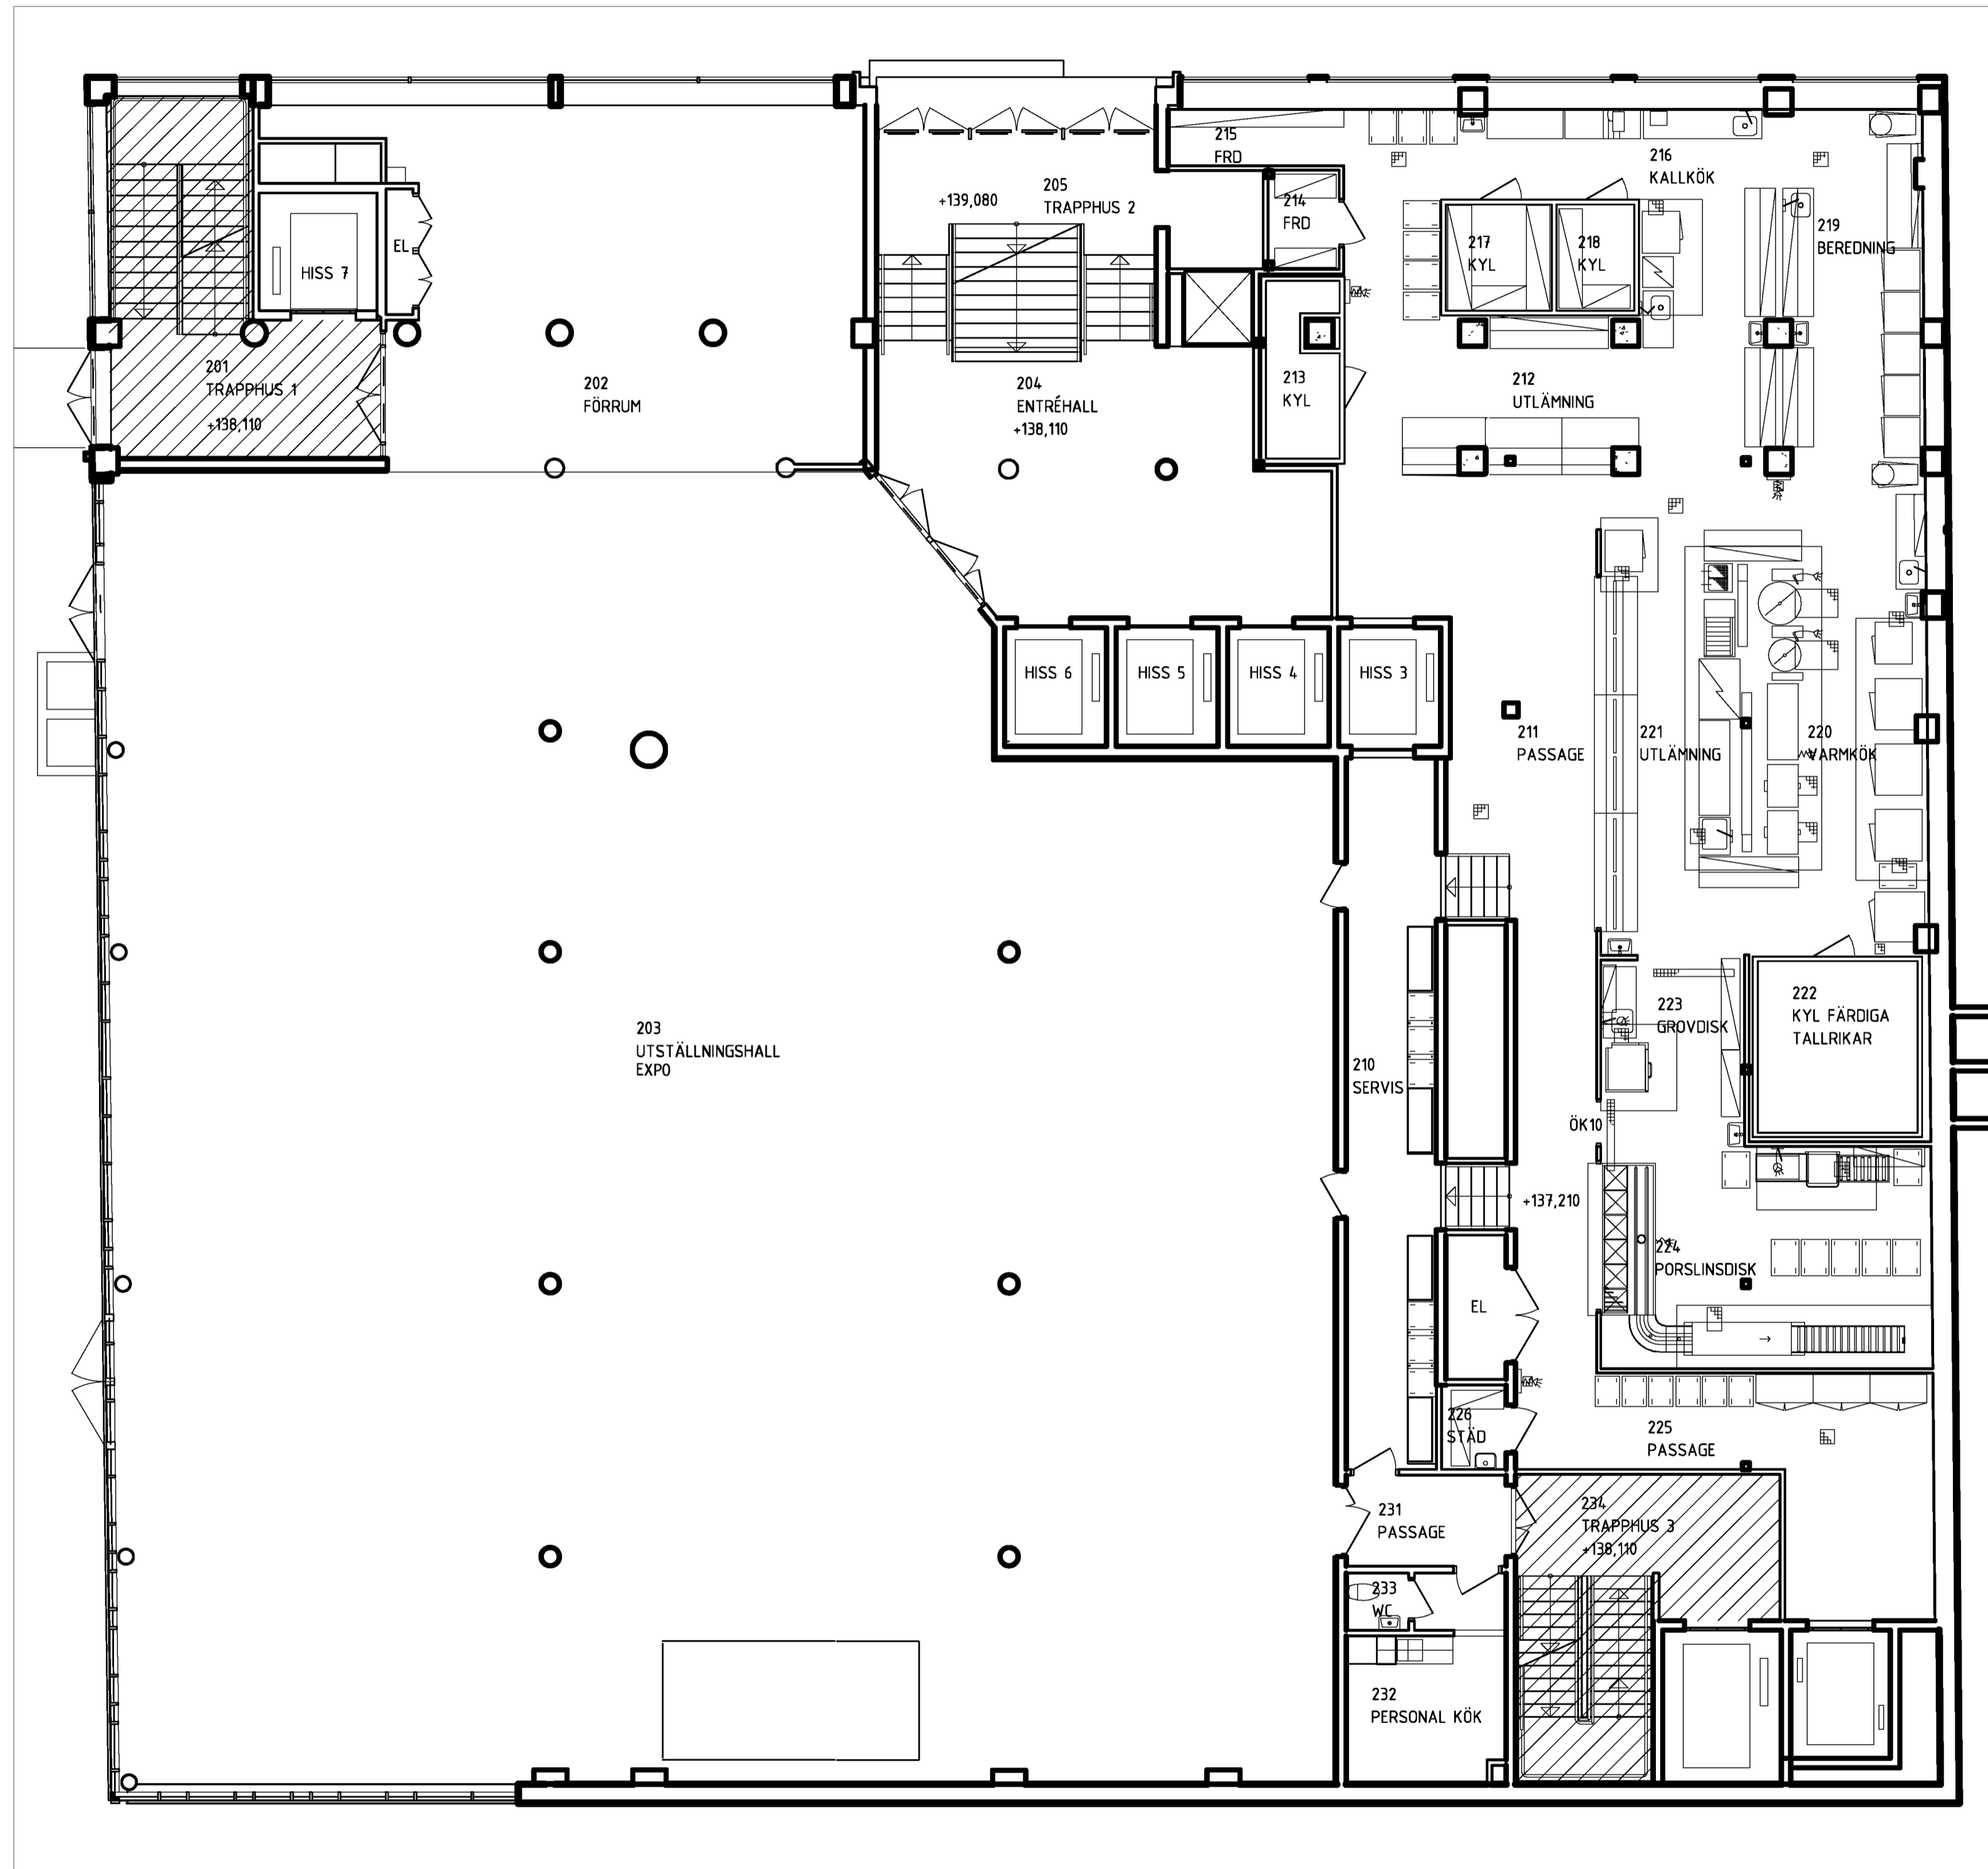 215
FRD
216
KALLKÖK
+139,080
205
TRAPPHUS 2
214
FRD
219
BEREDNING
217
KYL
218
KYL
EL
HISS 7
201
TRAPPHUS 1
+138,110
202
FÖRRUM
204
ENTRÉHALL
+138,110
213
KYL
212
UTLÄMNING
HISS 6
HISS 5
HISS 4
HISS 3
211
PASSAGE
221
UTLÄMNING
220
VARMKÖK
203
UTSTÄLLNINGSHALL
EXPO
210
SERVIS
223
GROVDISK
222
KYL FÄRDIGA
TALLRIKAR
ÖK10
+137,210
224
PORSLINSDISK
EL
226
STÄD
225
PASSAGE
231
PASSAGE
234
TRAPPHUS 3
+138,110
233
WC
232
PERSONAL KÖK